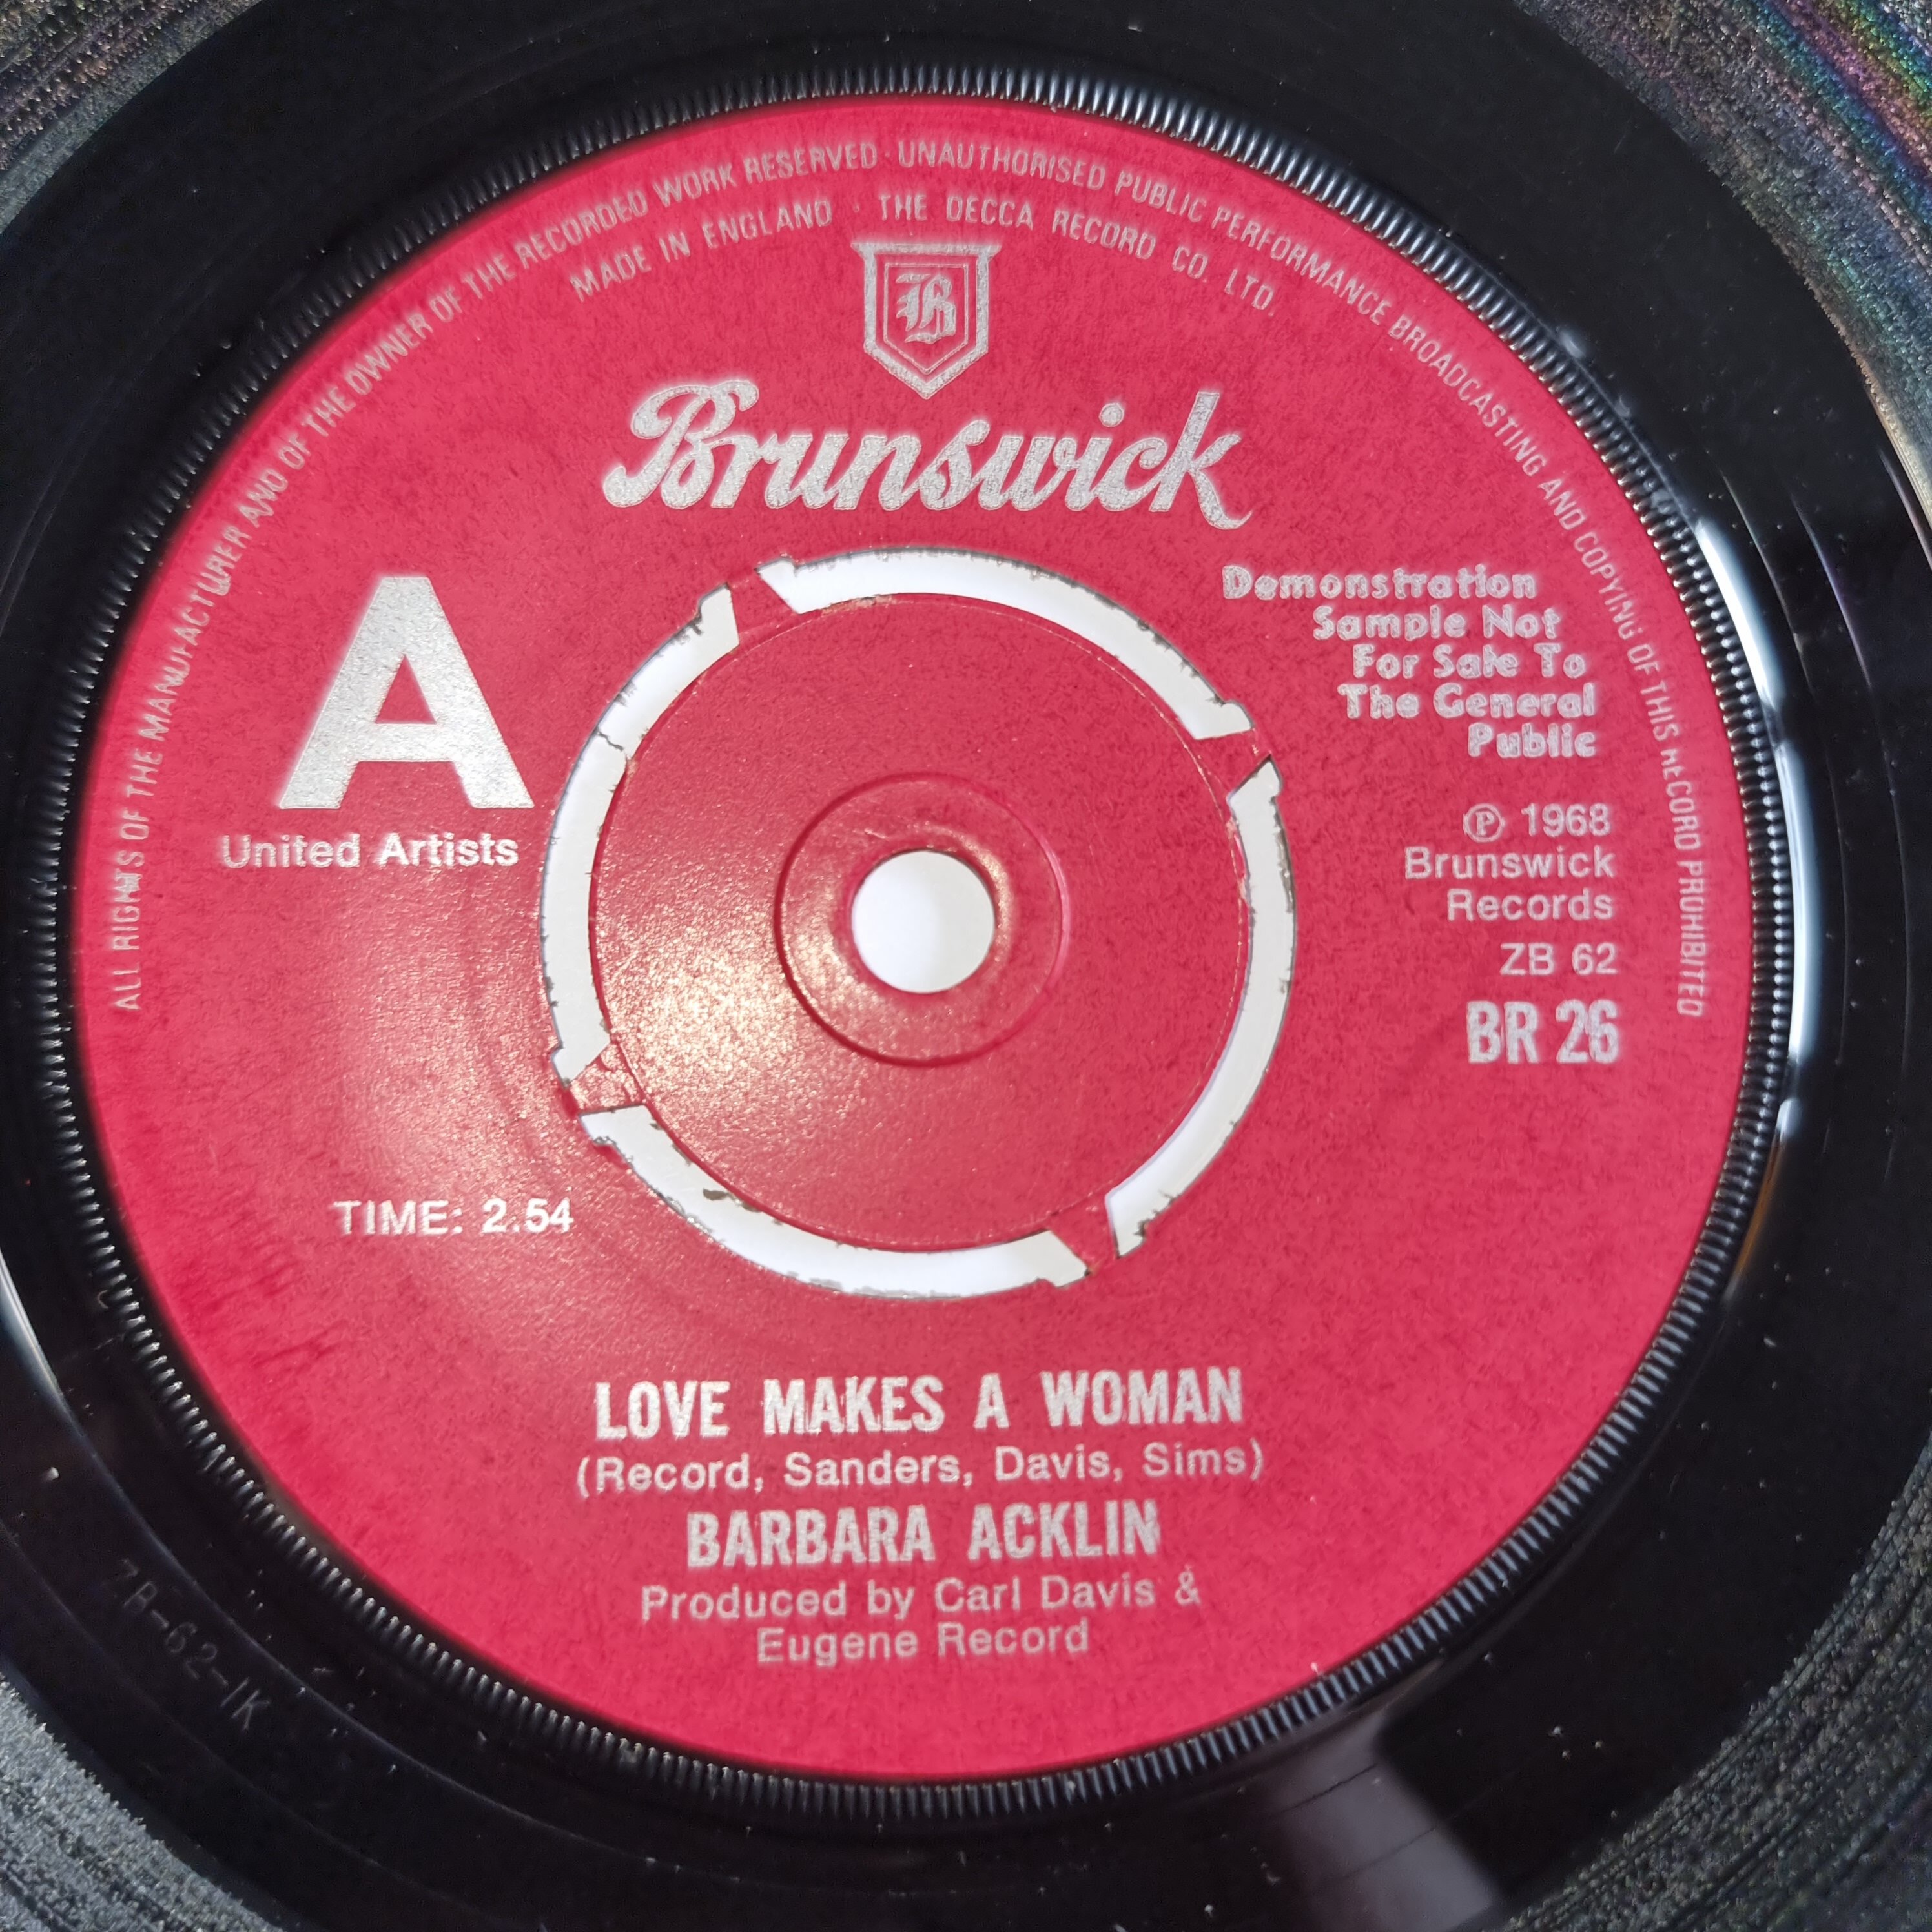 ALL RIGHTS OF THE MANUFACTURER AND OF THE OWNER OF THE RECORDED WORK RESERVED · UNAUTHORISED PUBLIC PERFORMANCE BROADCASTING AND COPYING OF THIS RECORD PROHIBITED
MADE IN ENGLAND · THE DECCA RECORD CO. LTD.
B
Brunswick
A
United Artists
Demonstration
Sample Not
For Sale To
The General
Public
℗ 1968
Brunswick
Records
ZB 62
BR 26
TIME: 2.54
LOVE MAKES A WOMAN
(Record, Sanders, Davis, Sims)
BARBARA ACKLIN
Produced by Carl Davis &
Eugene Record
ZB-62-1K